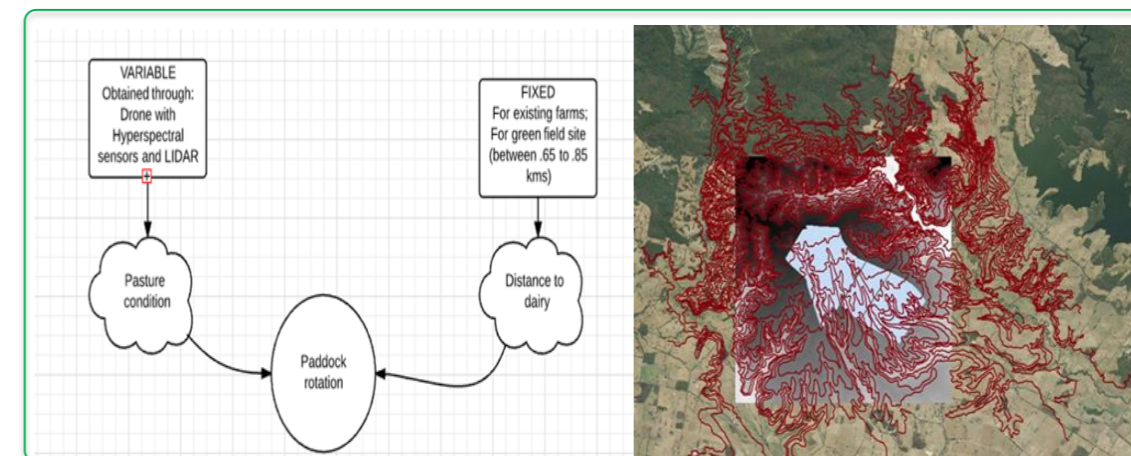 VARIABLE
Obtained through:
Drone with
Hyperspectral
sensors and LIDAR
FIXED
For existing farms;
For green field site
(between .65 to .85
kms)
Pasture
condition
Distance to
dairy
Paddock
rotation